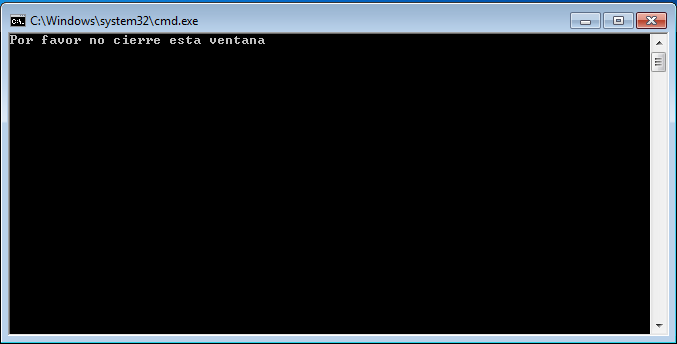 C:\Windows\system32\cmd.exe
Por favor no cierre esta ventana